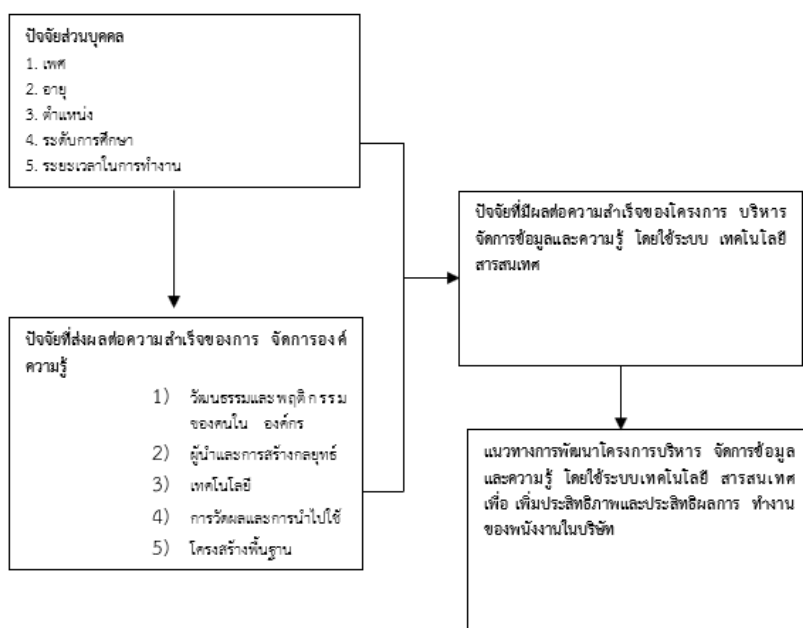 ปัจจัยส่วนบุคคล
1. เพศ
2. อายุ
3. ตำแหน่ง
4. ระดับการศึกษา
5. ระยะเวลาในการทำงาน
ปัจจัยที่ส่งผลต่อความสำเร็จของการ จัดการองค์
ความรู้
1) วัฒนธรรมและพฤติกรรม
ของคนใน องค์กร
2) ผู้นำและการสร้างกลยุทธ์
3) เทคโนโลยี
4) การวัดผลและการนำไปใช้
5) โครงสร้างพื้นฐาน
ปัจจัยที่มีผลต่อความสำเร็จของโครงการ บริหาร
จัดการข้อมูลและความรู้ โดยใช้ระบบ เทคโนโลยี
สารสนเทศ
แนวทางการพัฒนาโครงการบริหาร จัดการข้อมูล
และความรู้ โดยใช้ระบบเทคโนโลยี สารสนเทศ
เพื่อ เพิ่มประสิทธิภาพและประสิทธิผลการ ทำงาน
ของพนังงานในบริษัท